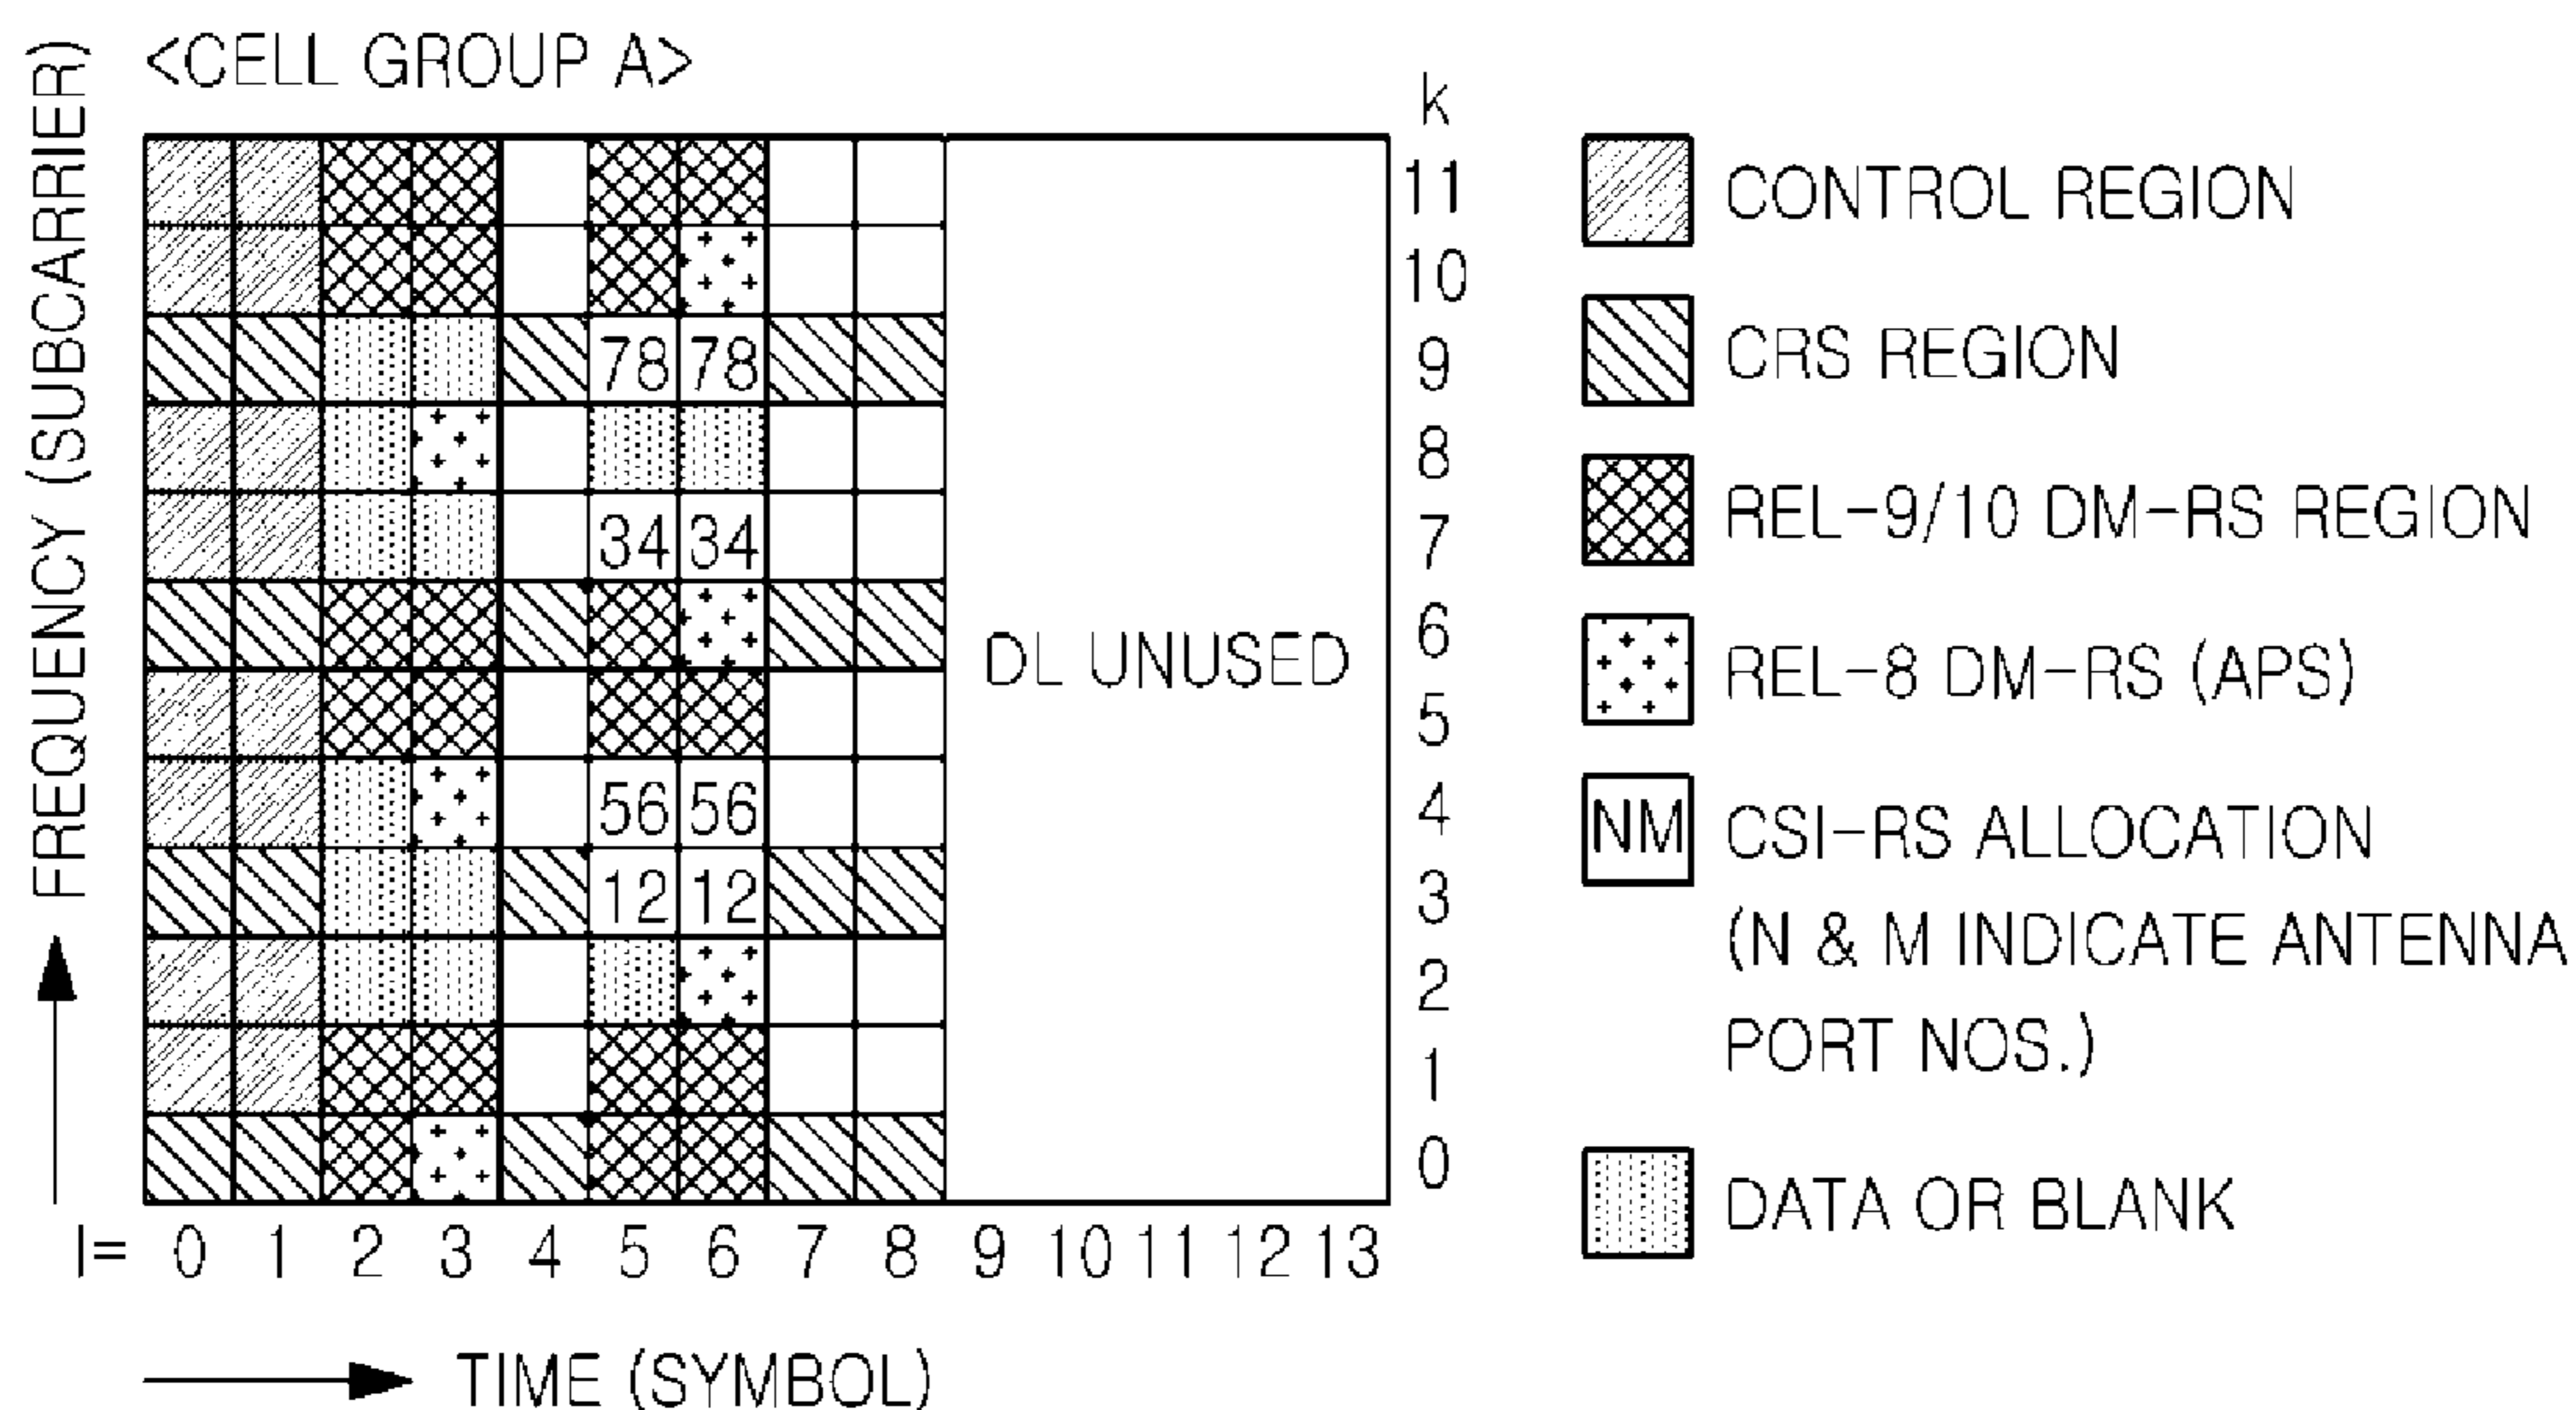 <CELL GROUP A>
FREQUENCY (SUBCARRIER)
k
11
10
78 78 9
8
34 34 7
6
DL UNUSED
5
56 56 4
12 12 3
2
1
0
l= 0 1 2 3 4 5 6 7 8 9 10 11 12 13
TIME (SYMBOL)
CONTROL REGION
CRS REGION
REL-9/10 DM-RS REGION
REL-8 DM-RS (APS)
NM CSI-RS ALLOCATION
(N & M INDICATE ANTENNA
PORT NOS.)
DATA OR BLANK